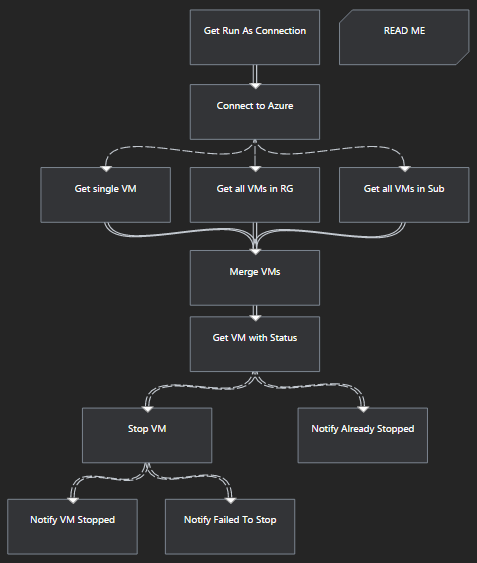 Get Run As Connection
READ ME
Connect to Azure
Get single VM
Get all VMs in RG
Get all VMs in Sub
Merge VMs
Get VM with Status
Stop VM
Notify Already Stopped
Notify VM Stopped
Notify Failed To Stop